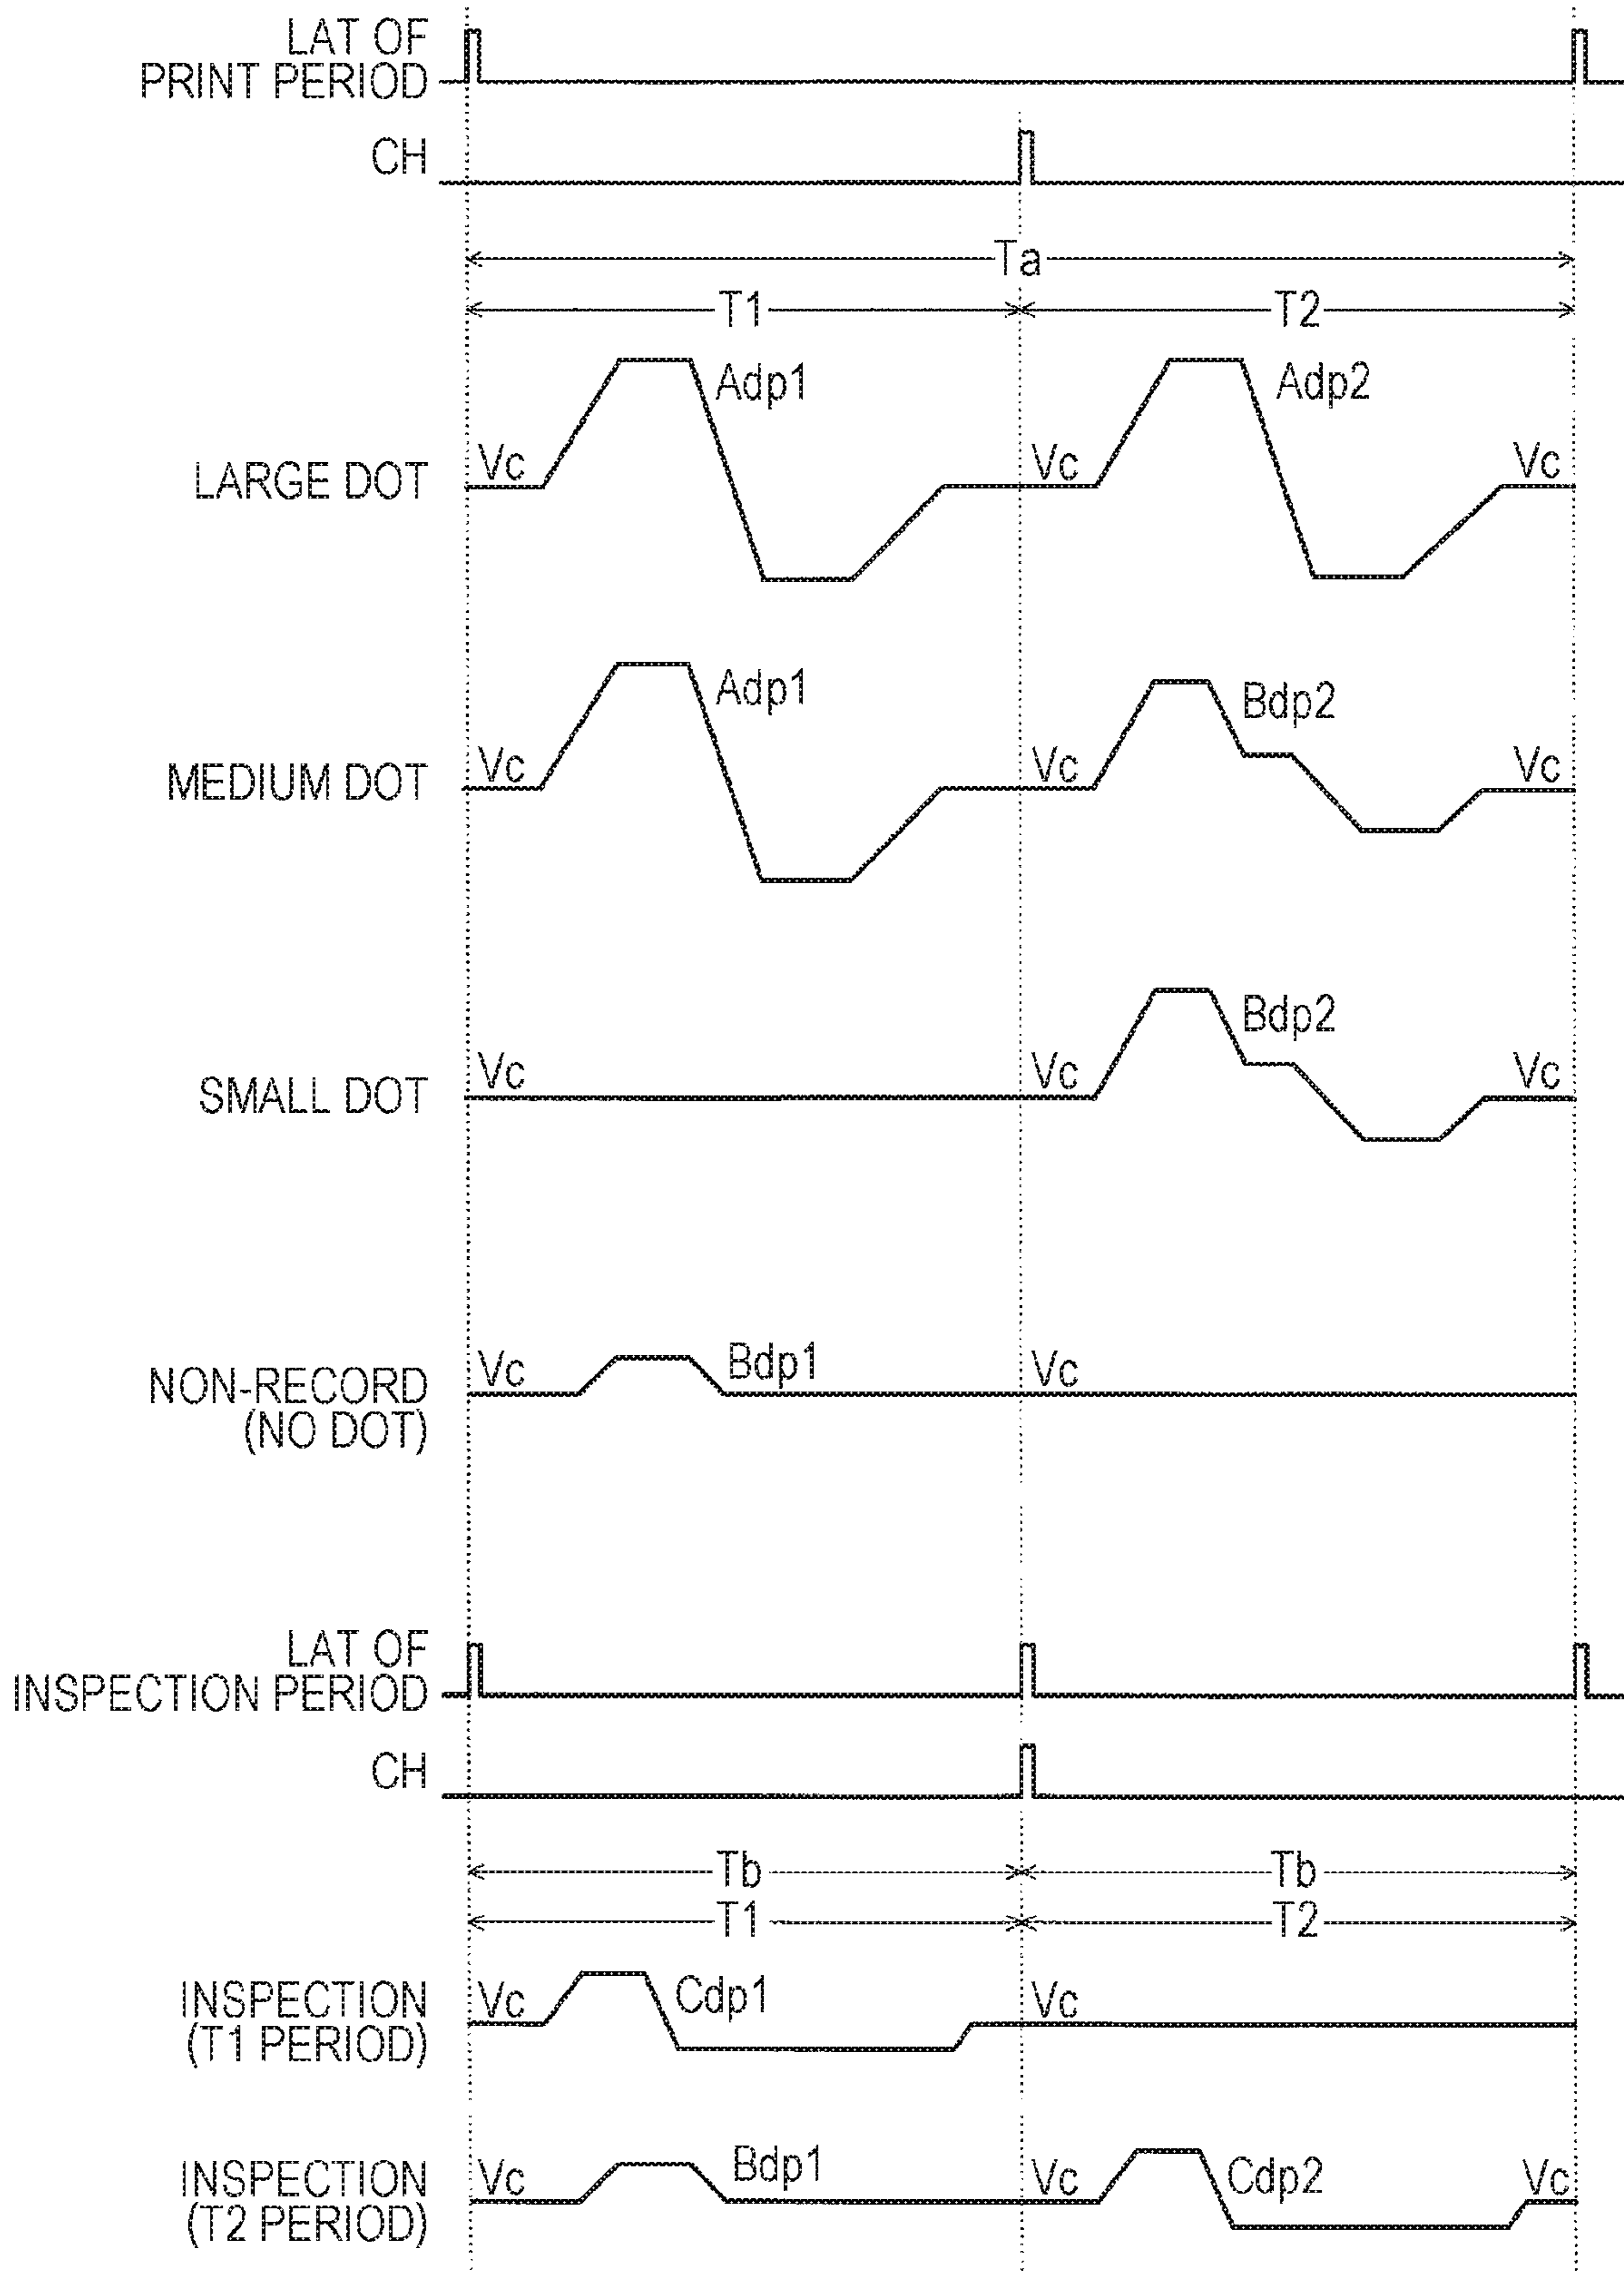 LAT OF
PRINT PERIOD
CH
Ta
T1 T2
Adp1 Adp2
LARGE DOT Vc Vc Vc
Adp1 Bdp2
MEDIUM DOT Vc Vc Vc
Bdp2
SMALL DOT Vc Vc Vc
NON-RECORD Vc Bdp1 Vc
(NO DOT)
LAT OF
INSPECTION PERIOD
CH
Tb Tb
T1 T2
INSPECTION Vc Cdp1 Vc
(T1 PERIOD)
INSPECTION Vc Bdp1 Vc Cdp2 Vc
(T2 PERIOD)